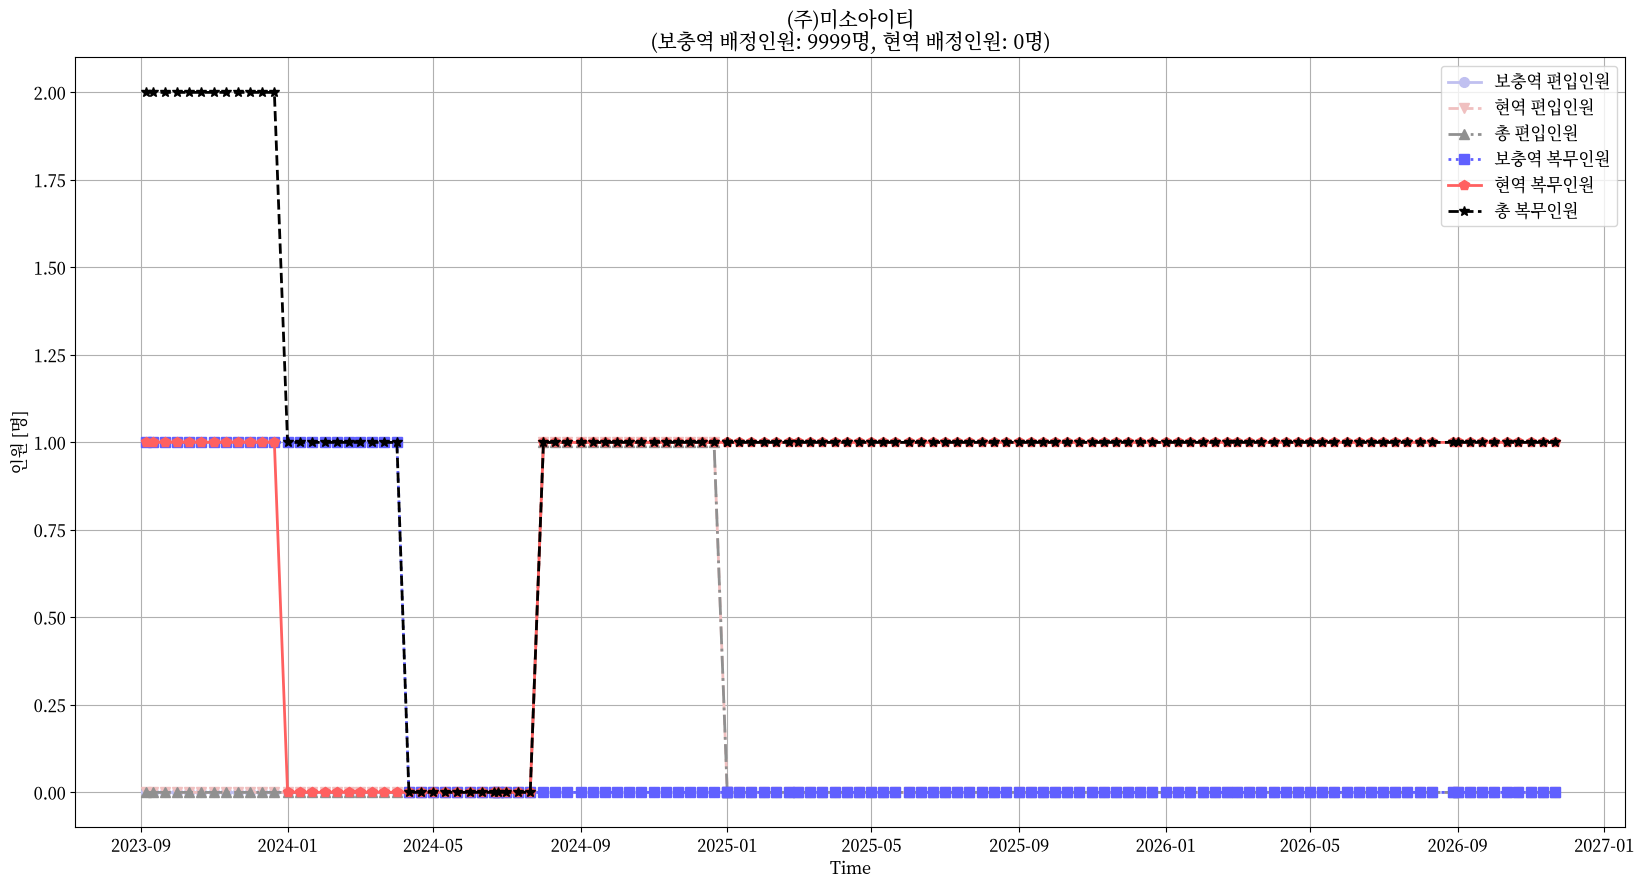 (주)미소아이티
(보충역 배정인원: 9999명, 현역 배정인원: 0명)
보충역 편입인원
현역 편입인원
총 편입인원
보충역 복무인원
현역 복무인원
총 복무인원
2.00
1.75
1.50
1.25
1.00
0.75
0.50
0.25
0.00
인원 [명]
2023-09 2024-01 2024-05 2024-09 2025-01 2025-05 2025-09 2026-01 2026-05 2026-09 2027-01
Time